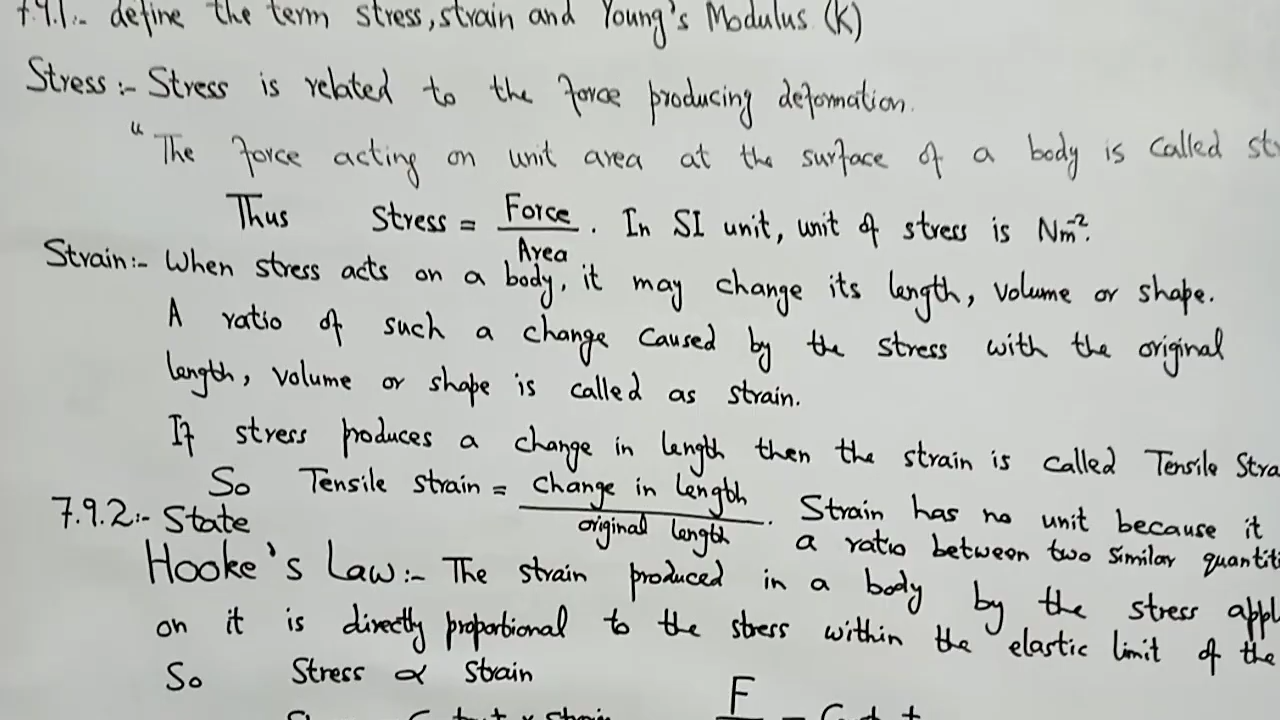 7.9.1:- define the term stress, strain and Young's Modulus (K)
Stress:- Stress is related to the force producing deformation.
"The force acting on unit area at the surface of a body is called
Thus Stress = Force / Area. In SI unit, unit of stress is Nm⁻².
Strain:- When stress acts on a body, it may change its length, volume or shape.
A ratio of such a change caused by the stress with the original
length, volume or shape is called as strain.
If stress produces a change in length then the strain is called Tensile
So Tensile strain = change in length / original length. Strain has no unit because it
a ratio between two similar
7.9.2:- State
Hooke's Law:- The strain produced in a body by the stress
on it is directly proportional to the stress within the elastic limit of the
So Stress ∝ Strain
F